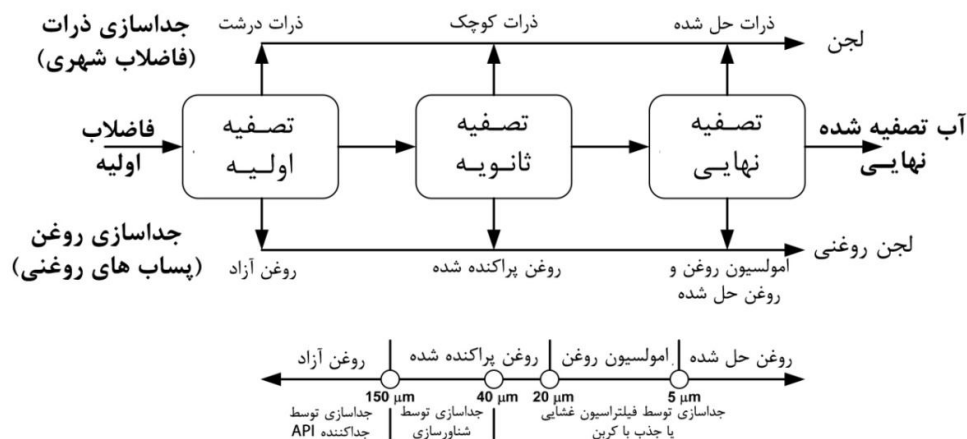 جداسازی ذرات
(فاضلاب شهری)
ذرات درشت
ذرات کوچک
ذرات حل شده
لجن
فاضلاب
اولیه
تصفیه
اولیه
تصفیه
ثانویه
تصفیه
نهایی
آب تصفیه شده
نهایی
جداسازی روغن
(پساب های روغنی)
روغن آزاد
روغن پراکنده شده
امولسیون روغن و
روغن حل شده
لجن روغنی
روغن آزاد
روغن پراکنده شده
امولسیون روغن
روغن حل شده
150 µm
40 µm
20 µm
5 µm
جداسازی توسط
جداکننده API
جداسازی توسط
شناورسازی
جداسازی توسط فیلتراسیون غشایی
یا جذب با کربن